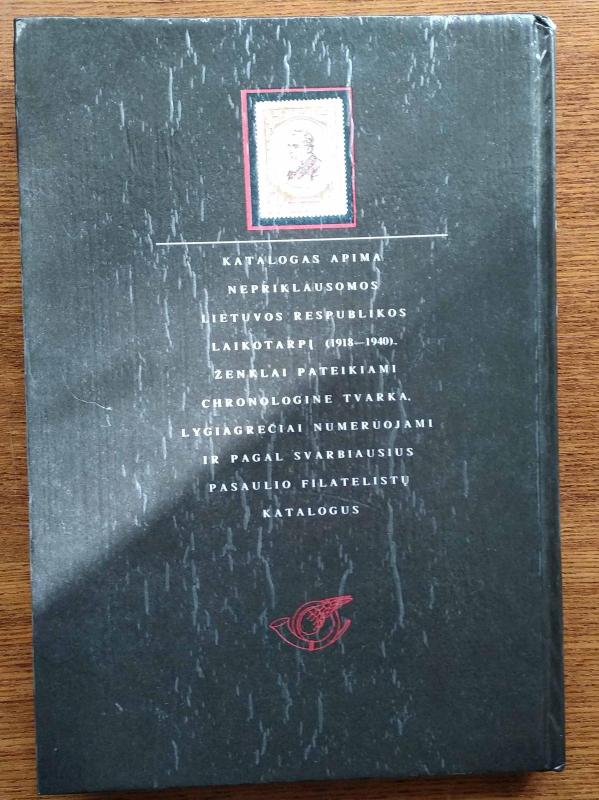 KATALOGAS APIMA
NEPRIKLAUSOMOS
LIETUVOS RESPUBLIKOS
LAIKOTARPĮ (1918—1940).
ŽENKLAI PATEIKIAMI
CHRONOLOGINE TVARKA,
LYGIAGREČIAI NUMERUOJAMI
IR PAGAL SVARBIAUSIUS
PASAULIO FILATELISTŲ
KATALOGUS